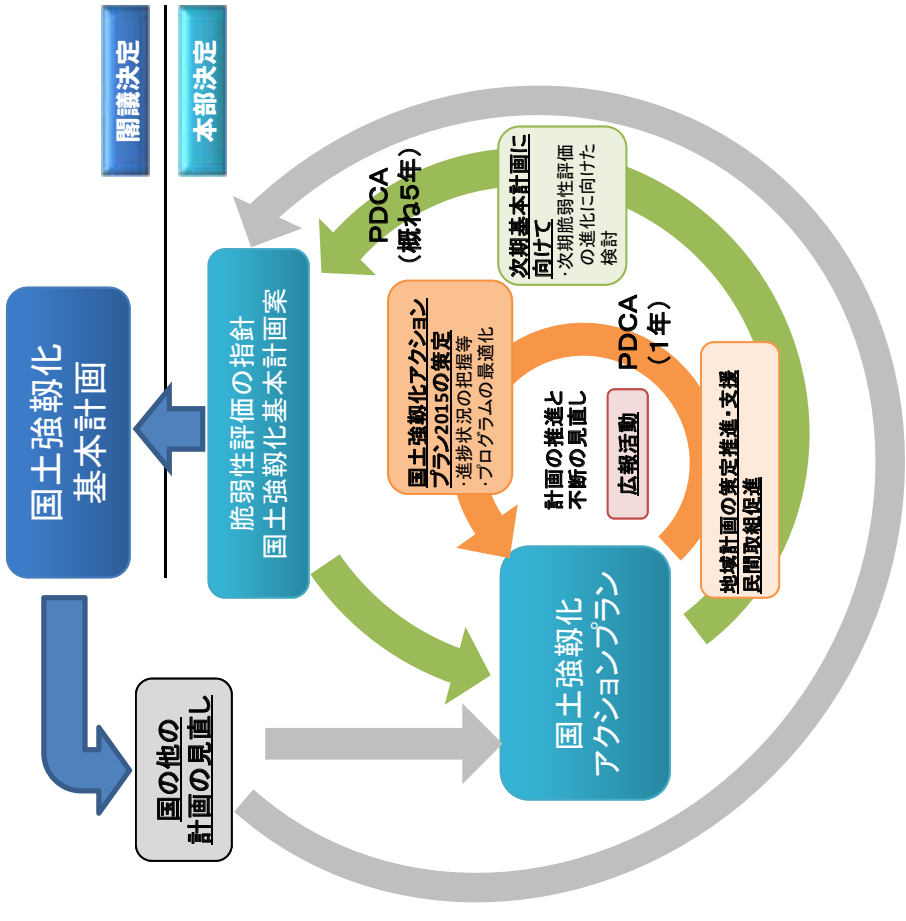 閣議決定
本部決定
国土強靱化
基本計画
脆弱性評価の指針
国土強靱化基本計画案
PDCA
（概ね５年）
次期基本計画に
向けて
・次期脆弱性評価
の進化に向けた
検討
国土強靱化アクション
プラン2015の策定
・進捗状況の把握等
・プログラムの最適化
PDCA
（１年）
計画の推進と
不断の見直し
広報活動
地域計画の策定推進・支援
民間取組促進
国の他の
計画の見直し
国土強靱化
アクションプラン